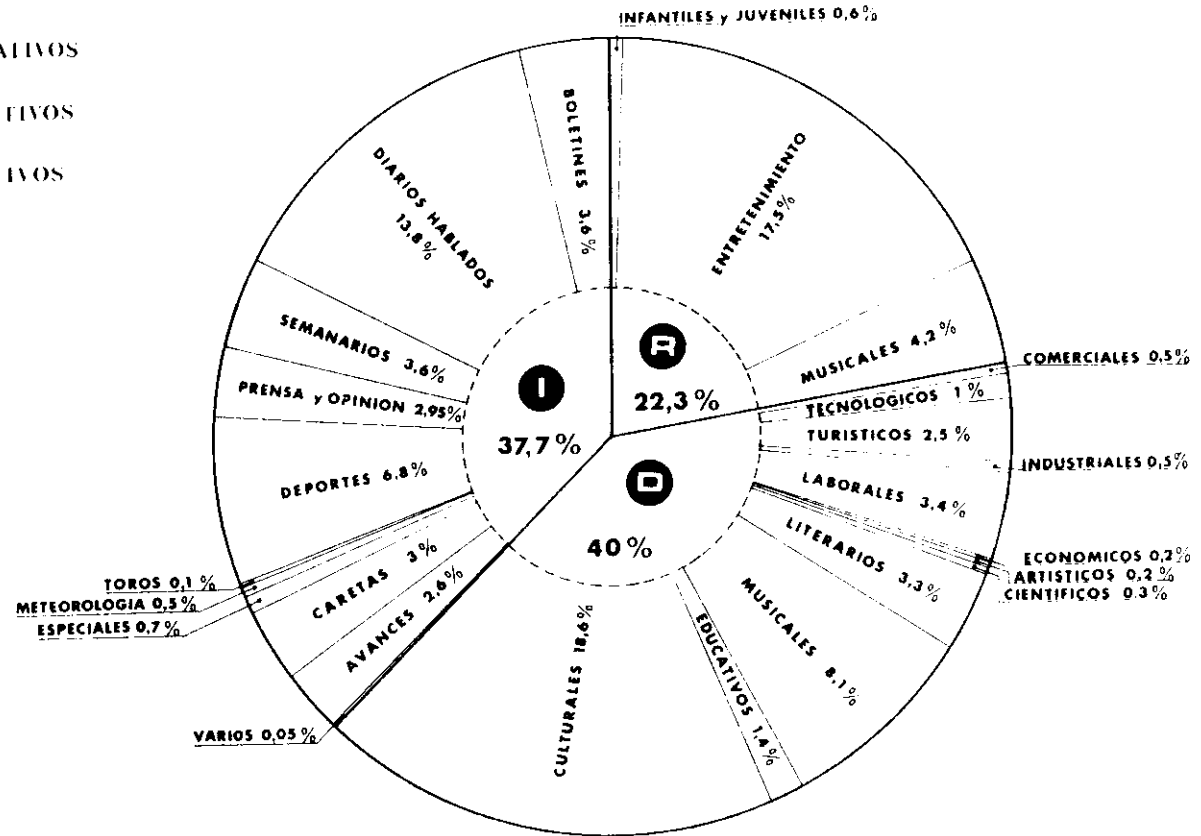 INFANTILES y JUVENILES 0,6%
BOLETINES 3,6%
DIARIOS HABLADOS
13,8%
ENTRETENIMIENTO
17,5%
SEMANARIOS 3,6%
MUSICALES 4,2%
PRENSA y OPINION 2,95%
COMERCIALES 0,5%
TECNOLOGICOS 1%
TURISTICOS 2,5%
R
22,3%
I
37,7%
D
40%
DEPORTES 6,8%
INDUSTRIALES 0,5%
LABORALES 3,4%
LITERARIOS 3,3%
ECONOMICOS 0,2%
ARTISTICOS 0,2%
CIENTIFICOS 0,3%
TOROS 0,1%
METEOROLOGIA 0,5%
ESPECIALES 0,7%
CARETAS 3%
AVANCES 2,6%
MUSICALES 8,1%
EDUCATIVOS 1,4%
CULTURALES 18,6%
VARIOS 0,05%